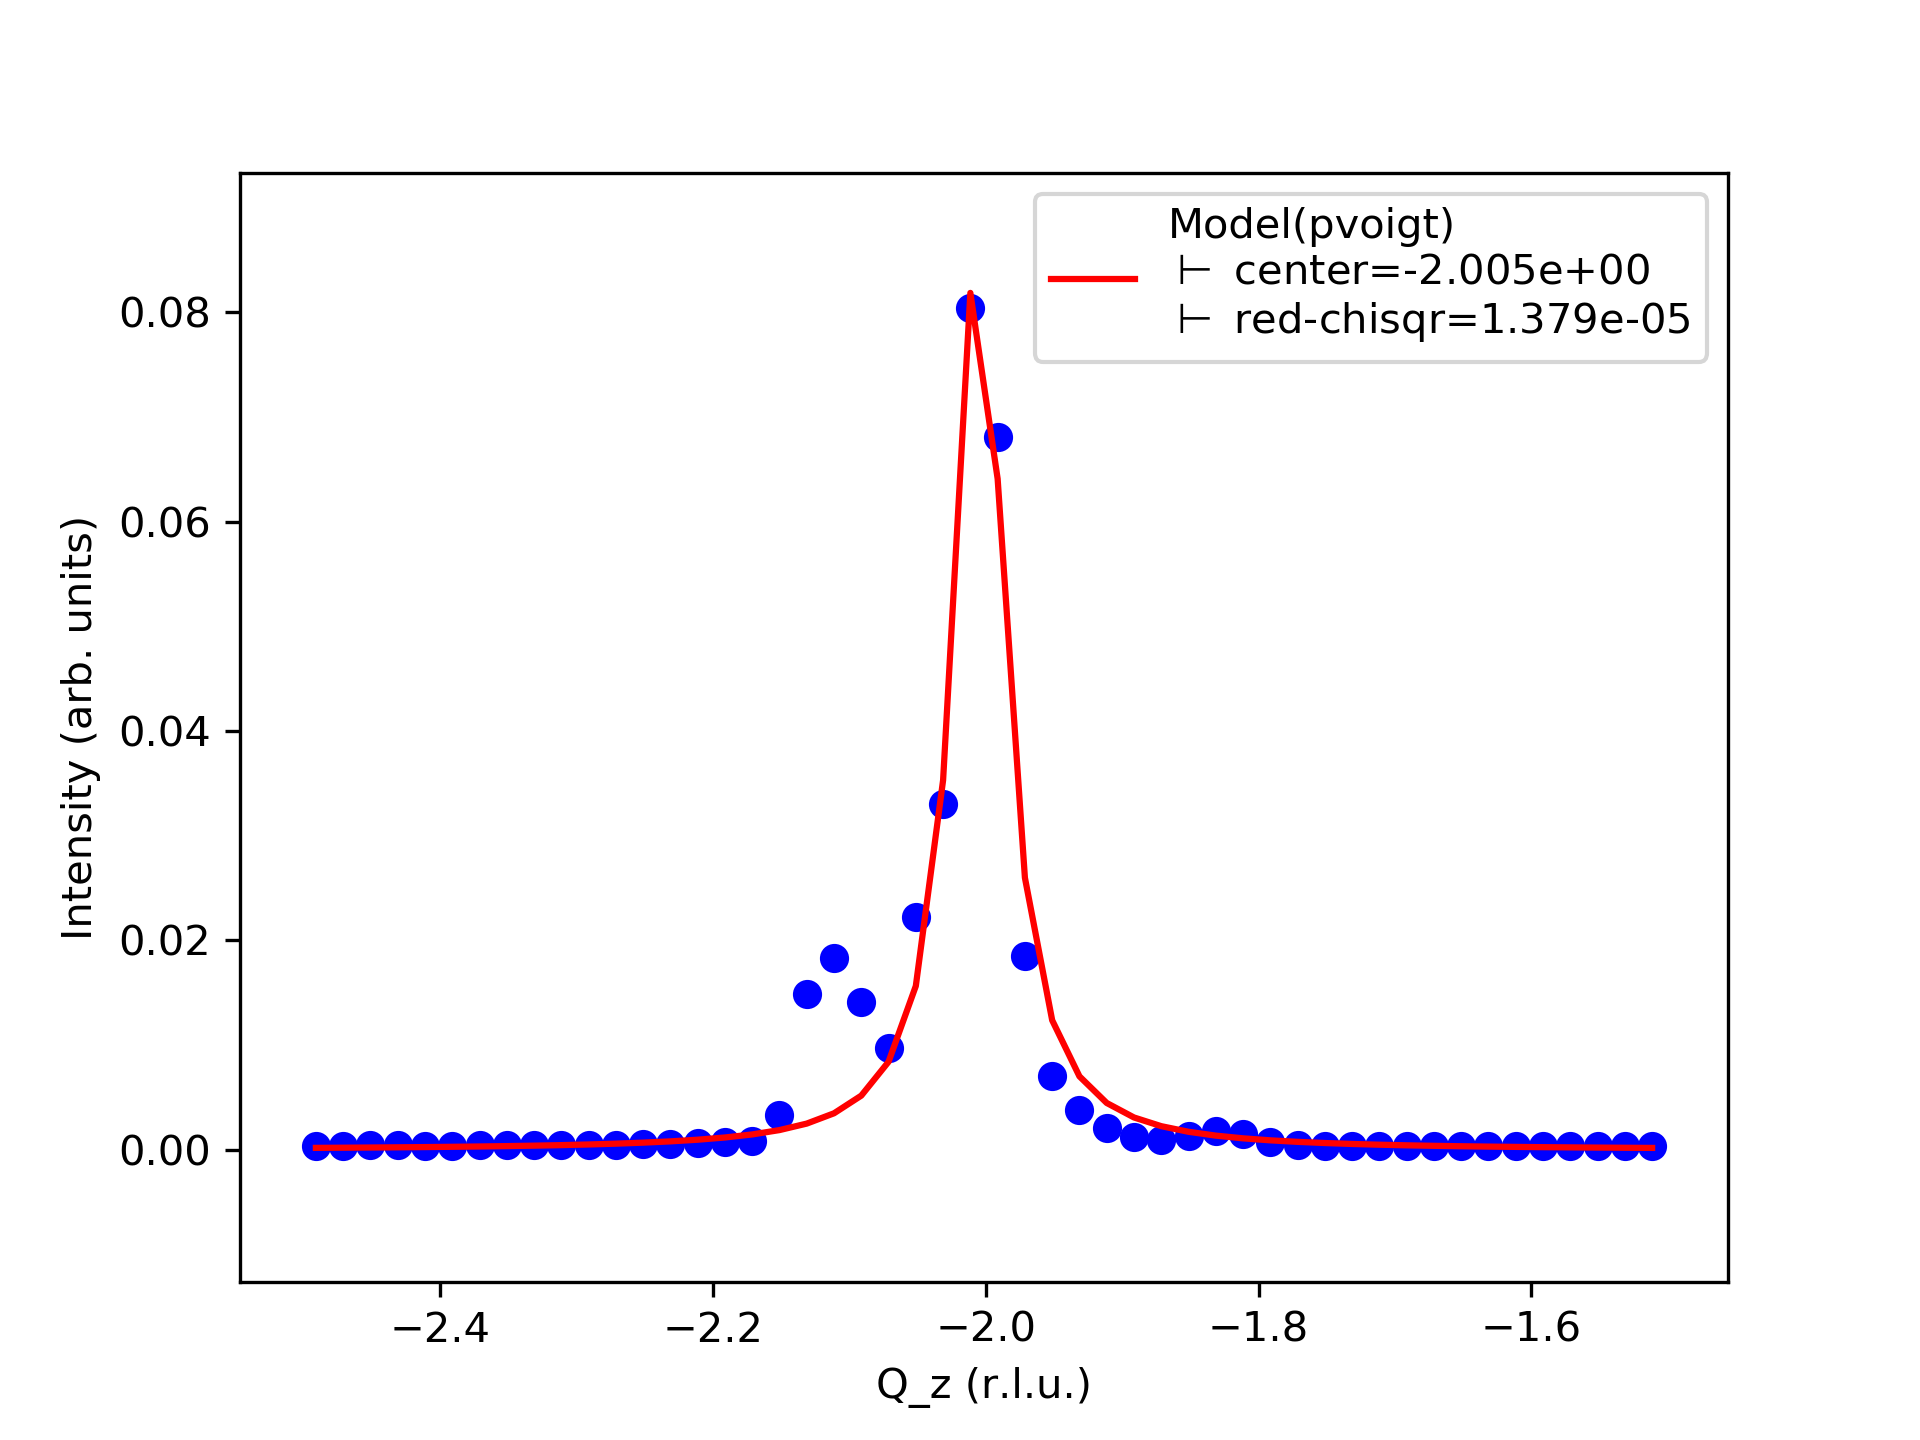 Model(pvoigt)
⊢ center=-2.005e+00
⊢ red-chisqr=1.379e-05
0.08
0.06
0.04
0.02
0.00
Intensity (arb. units)
−2.4 −2.2 −2.0 −1.8 −1.6
Q_z (r.l.u.)